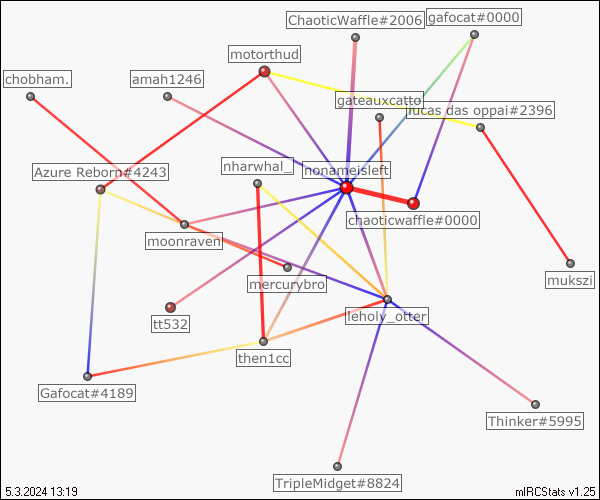 ChaoticWaffle#2006
gafocat#0000
motorthud
chobham.
amah1246
gateauxcatto
lucas das oppai#2396
nharwhal_
nonameisleft
Azure Reborn#4243
chaoticwaffle#0000
moonraven
mercurybro
mukszi
tt532
leholy_otter
then1cc
Gafocat#4189
Thinker#5995
TripleMidget#8824
5.3.2024 13:19
mIRCStats v1.25